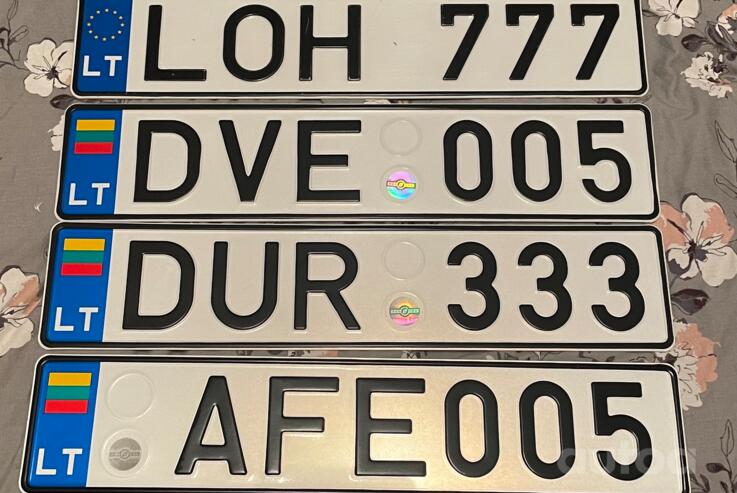 LT LOH 777
LT DVE 005
LT DUR 333
LT AFE005